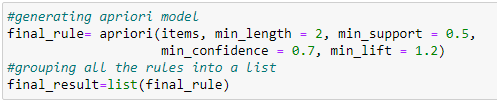 #generating apriori model
final_rule= apriori(items, min_length = 2, min_support = 0.5,
min_confidence = 0.7, min_lift = 1.2)
#grouping all the rules into a list
final_result=list(final_rule)